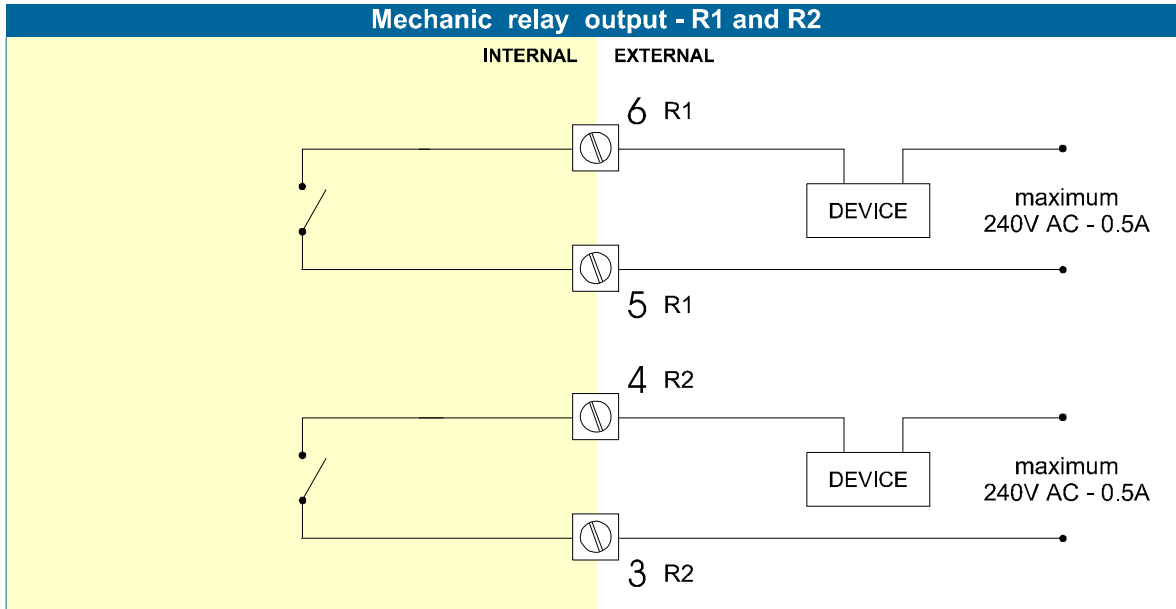 Mechanic relay output - R1 and R2
INTERNAL EXTERNAL
6 R1
DEVICE
maximum
240V AC - 0.5A
5 R1
4 R2
DEVICE
maximum
240V AC - 0.5A
3 R2